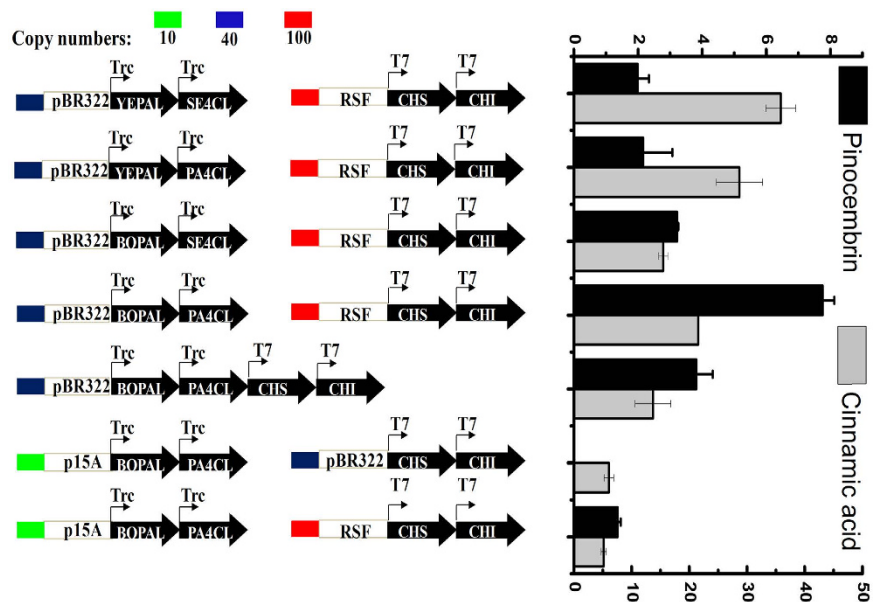 Copy numbers: 10 40 100
0 2 4 6 8
Trc Trc T7 T7
pBR322 YEPAL SE4CL RSF CHS CHI
Trc Trc T7 T7
pBR322 YEPAL PA4CL RSF CHS CHI
Trc Trc T7 T7
pBR322 BOPAL SE4CL RSF CHS CHI
Trc Trc T7 T7
pBR322 BOPAL PA4CL RSF CHS CHI
Trc Trc T7 T7
pBR322 BOPAL PA4CL CHS CHI
Trc Trc T7 T7
p15A BOPAL PA4CL pBR322 CHS CHI
Trc Trc T7 T7
p15A BOPAL PA4CL RSF CHS CHI
0 10 20 30 40 50
Pinocembrin
Cinnamic acid